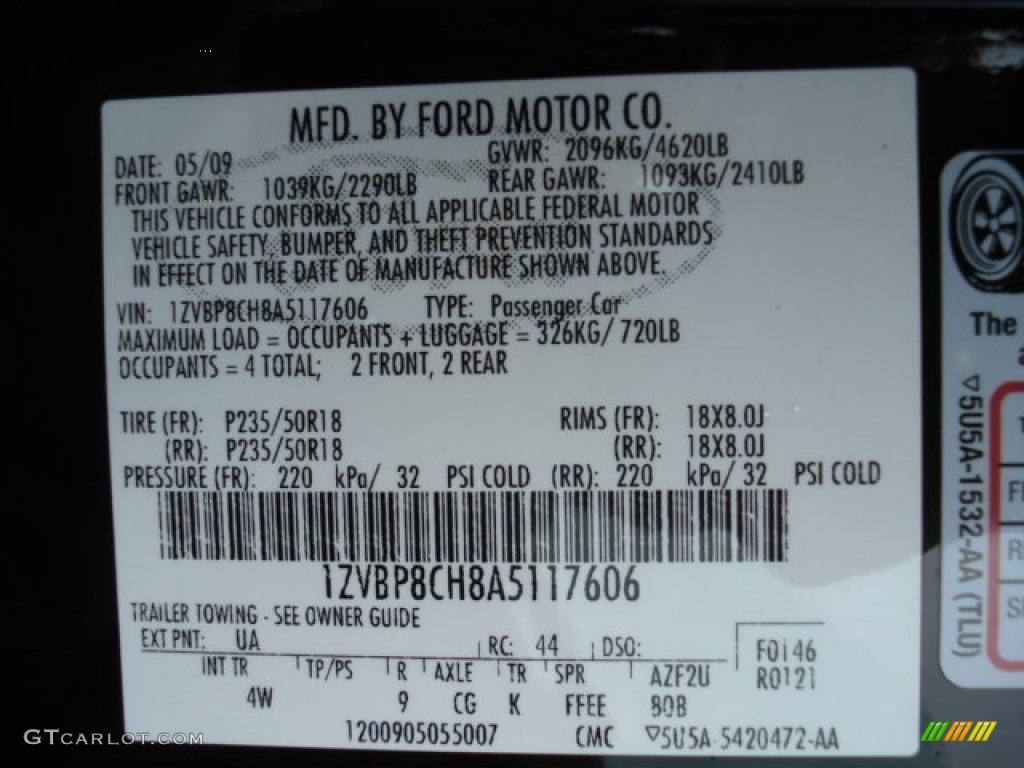 MFD. BY FORD MOTOR CO.
DATE: 05/09 GVWR: 2096KG/4620LB
FRONT GAWR: 1039KG/2290LB REAR GAWR: 1093KG/2410LB
THIS VEHICLE CONFORMS TO ALL APPLICABLE FEDERAL MOTOR
VEHICLE SAFETY, BUMPER, AND THEFT PREVENTION STANDARDS
IN EFFECT ON THE DATE OF MANUFACTURE SHOWN ABOVE.
VIN: 1ZVBP8CH8A5117606 TYPE: Passenger Car
MAXIMUM LOAD = OCCUPANTS + LUGGAGE = 326KG/ 720LB
OCCUPANTS = 4 TOTAL; 2 FRONT, 2 REAR
TIRE (FR): P235/50R18 RIMS (FR): 18X8.0J
(RR): P235/50R18 (RR): 18X8.0J
PRESSURE (FR): 220 kPa/ 32 PSI COLD (RR): 220 kPa/ 32 PSI COLD
1ZVBP8CH8A5117606
TRAILER TOWING - SEE OWNER GUIDE
EXT PNT: UA RC: 44 DSO:
F0146
R0121
INT TR TP/PS R AXLE TR SPR AZF2U
4W 9 CG K FFEE 80B
1200905055007 CMC ▽5U5A-5420472-AA
The
▽5U5A-1532-AA (TLU)
GTCARLOT.COM